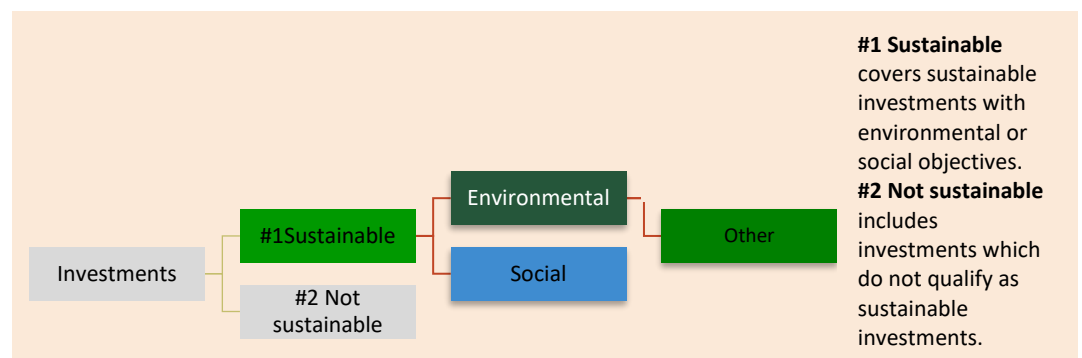 Investments
#1Sustainable
#2 Not
sustainable
Environmental
Social
Other
#1 Sustainable
covers sustainable
investments with
environmental or
social objectives.
#2 Not sustainable
includes
investments which
do not qualify as
sustainable
investments.